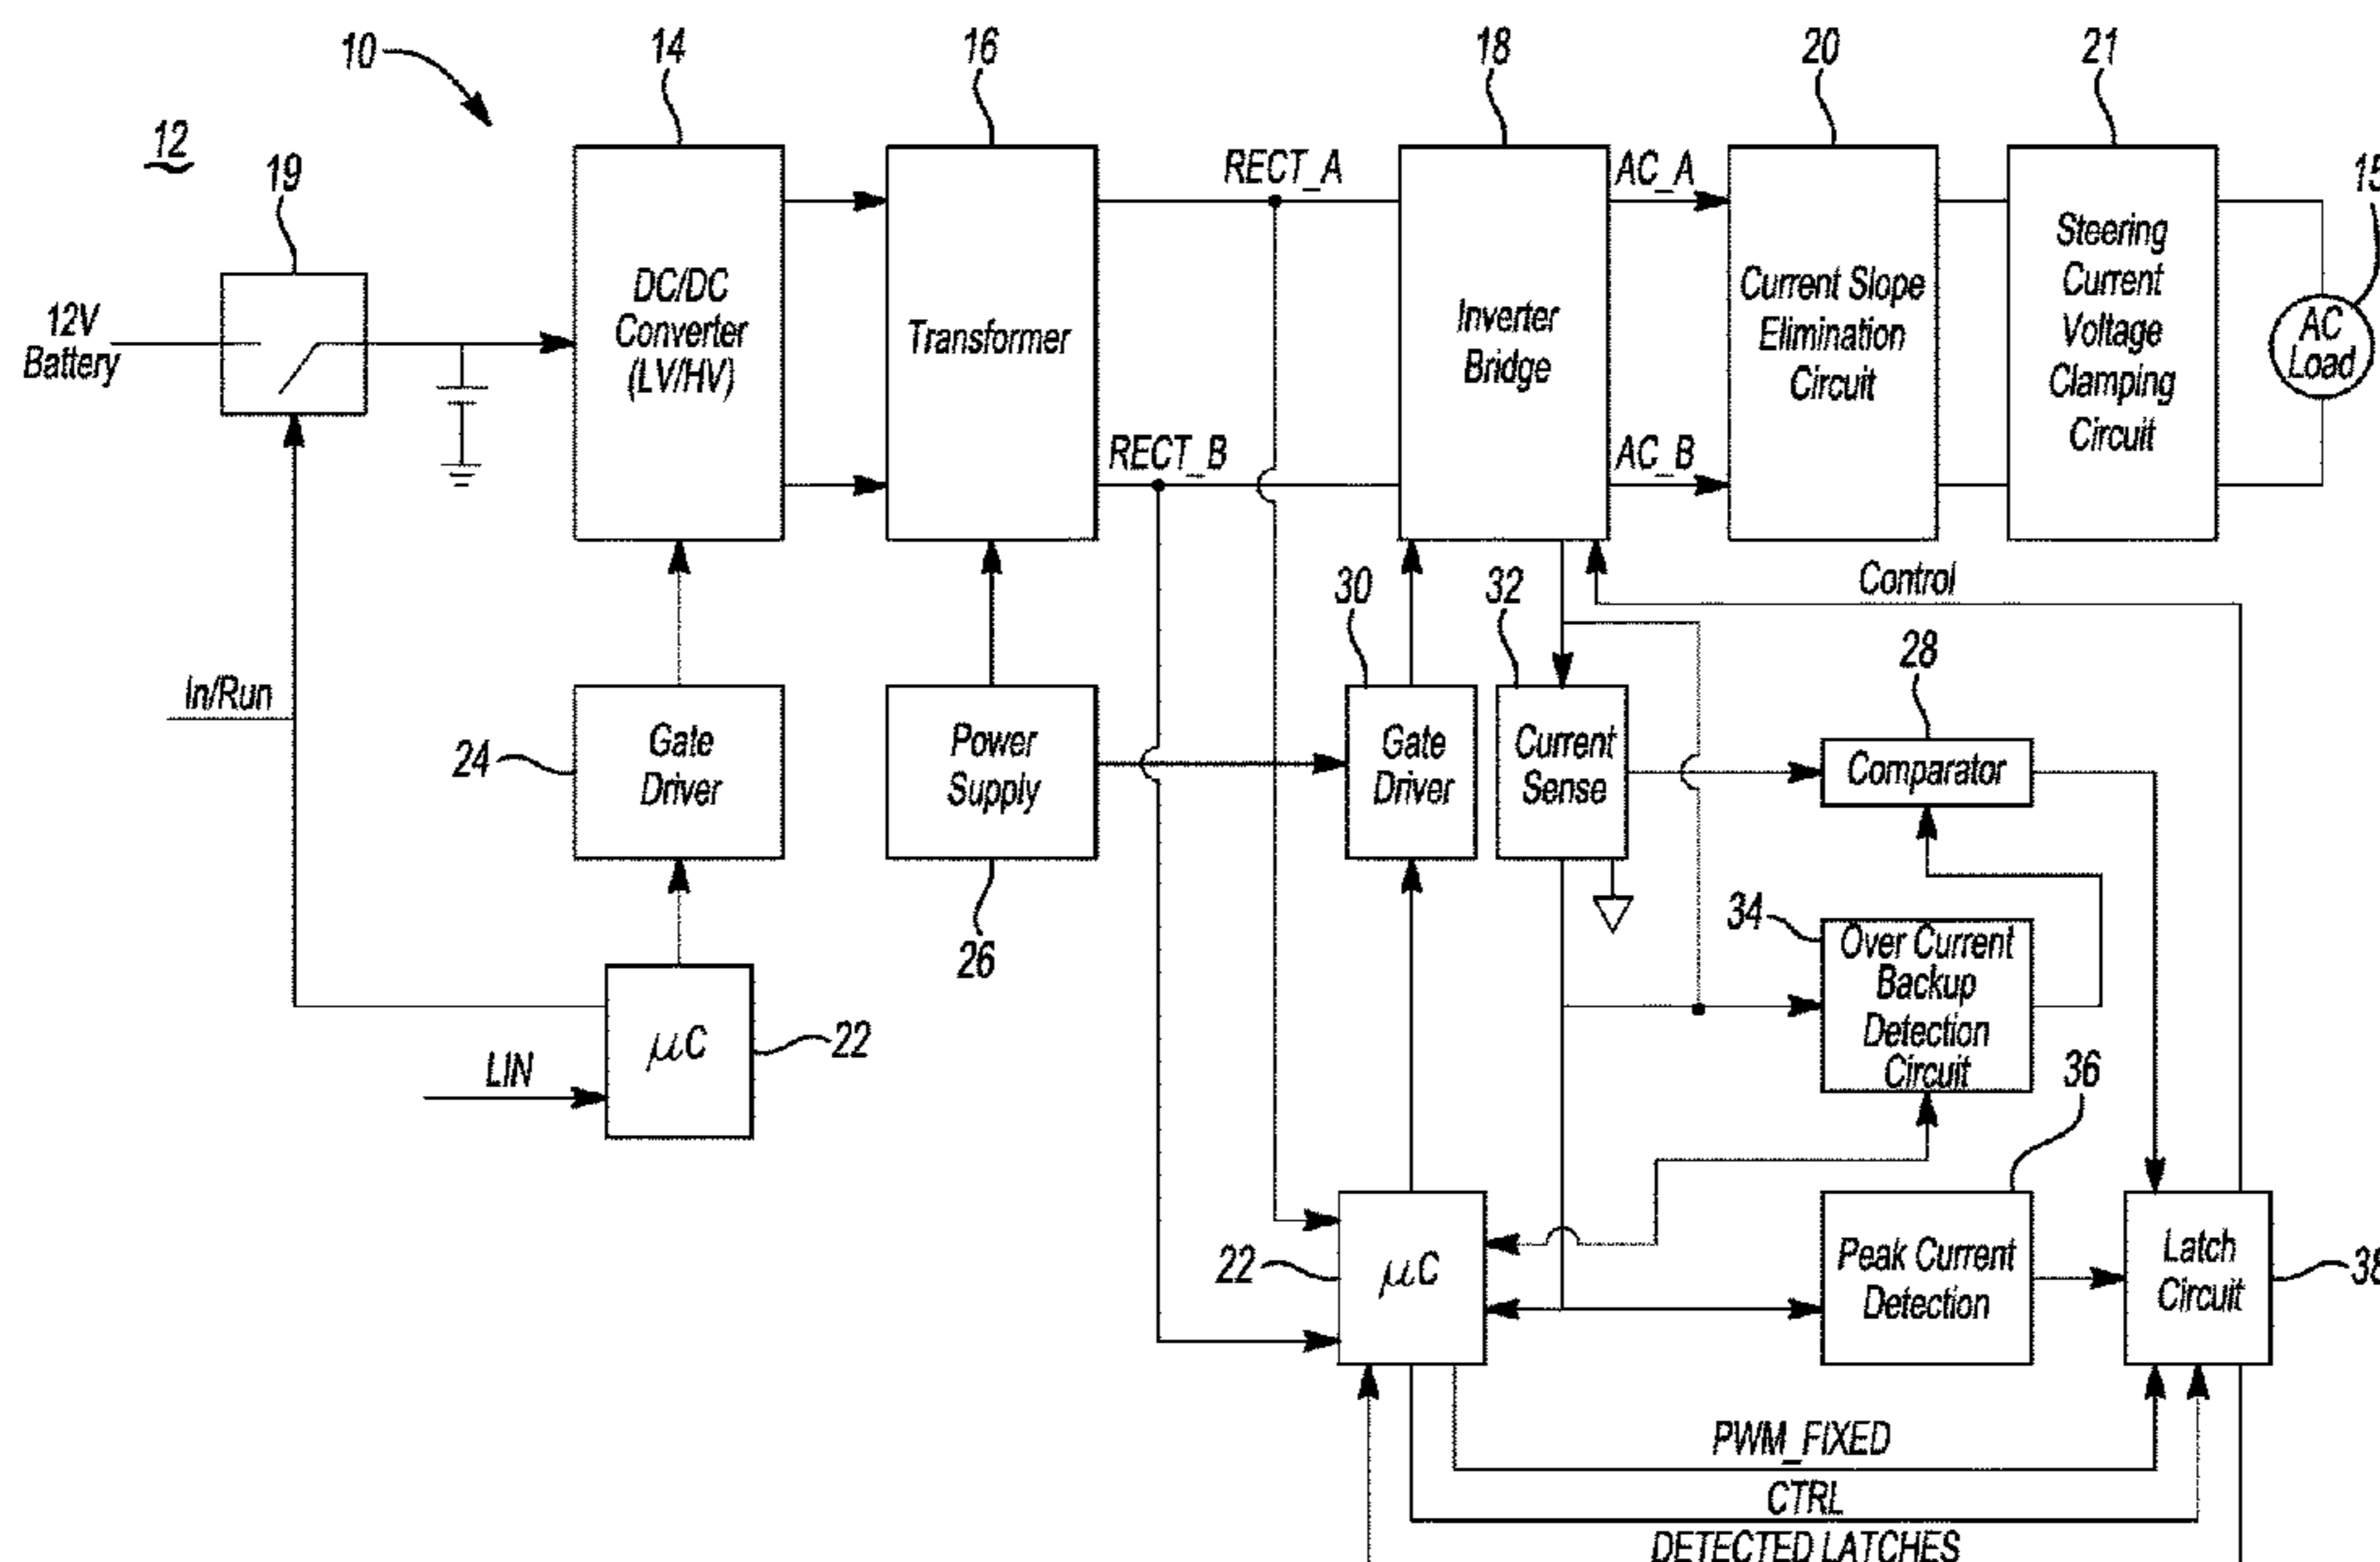 10
14
16
18
20
21
12
19
15
RECT_A
AC_A
12V
Battery
DC/DC
Converter
(LV/HV)
Transformer
Inverter
Bridge
Current Slope
Elimination
Circuit
Steering
Current
Voltage
Clamping
Circuit
AC
Load
RECT_B
AC_B
Control
30
32
28
In/Run
24
Gate
Driver
Power
Supply
Gate
Driver
Current
Sense
Comparator
26
34
Over Current
Backup
Detection
Circuit
36
LIN
μC
22
22
μC
Peak Current
Detection
Latch
Circuit
38
PWM_FIXED
CTRL
DETECTED LATCHES